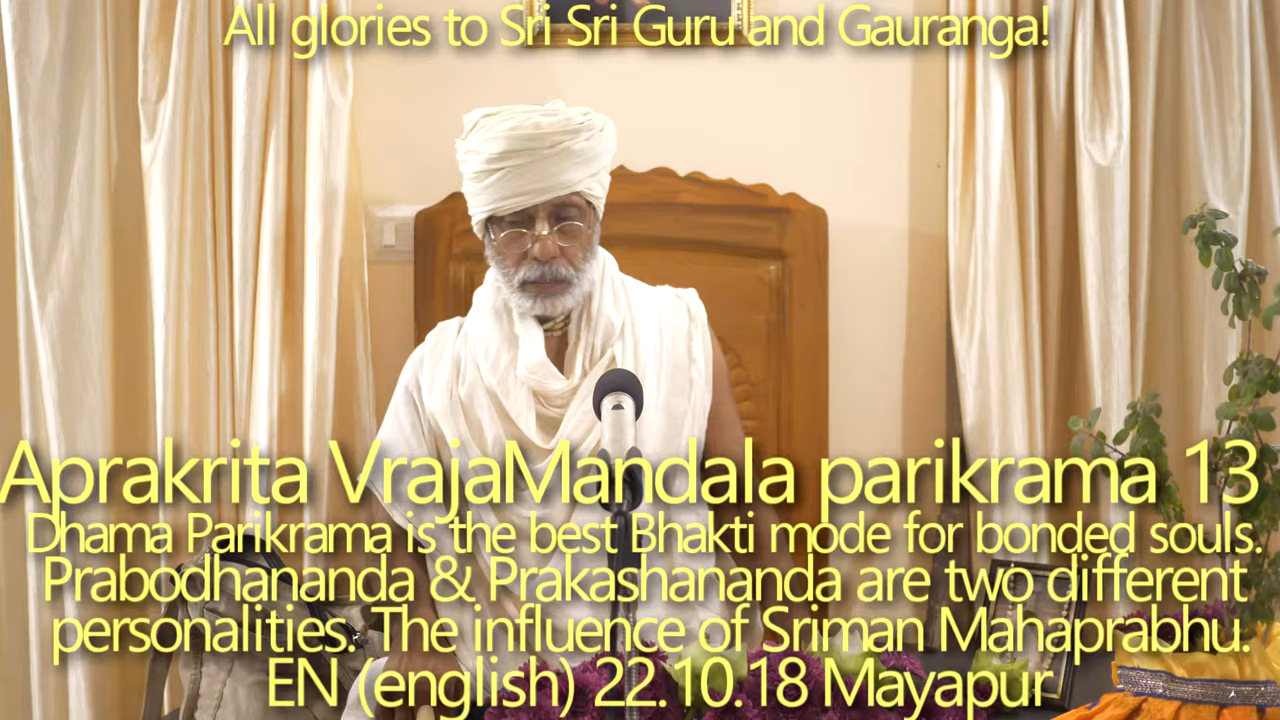 All glories to Sri Sri Guru and Gauranga!
Aprakrita VrajaMandala parikrama 13
Dhama Parikrama is the best Bhakti mode for bonded souls.
Prabodhananda & Prakashananda are two different
personalities. The influence of Sriman Mahaprabhu.
EN (english) 22.10.18 Mayapur